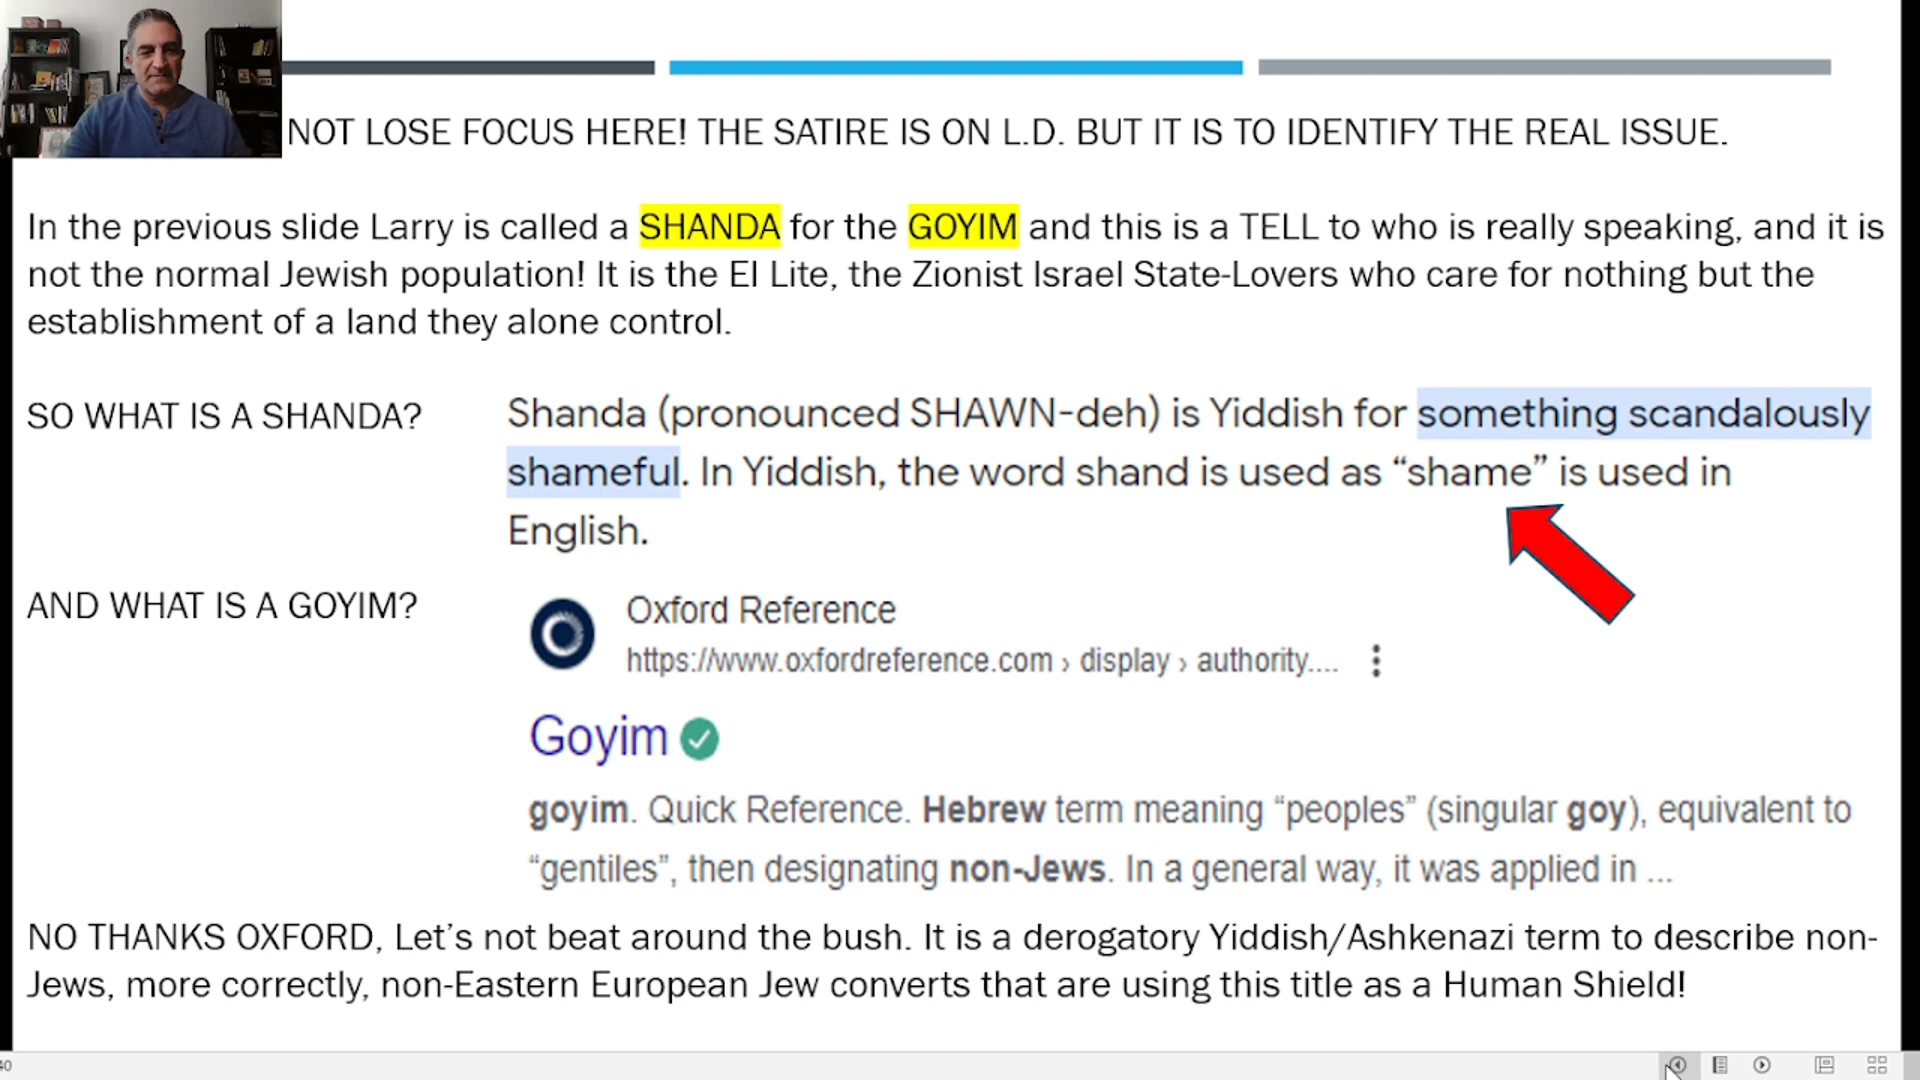 NOT LOSE FOCUS HERE! THE SATIRE IS ON L.D. BUT IT IS TO IDENTIFY THE REAL ISSUE.
In the previous slide Larry is called a SHANDA for the GOYIM and this is a TELL to who is really speaking, and it is
not the normal Jewish population! It is the El Lite, the Zionist Israel State-Lovers who care for nothing but the
establishment of a land they alone control.
SO WHAT IS A SHANDA?
Shanda (pronounced SHAWN-deh) is Yiddish for something scandalously
shameful. In Yiddish, the word shand is used as “shame” is used in
English.
AND WHAT IS A GOYIM?
Oxford Reference
https://www.oxfordreference.com › display › authority....
Goyim
goyim. Quick Reference. Hebrew term meaning “peoples” (singular goy), equivalent to
“gentiles”, then designating non-Jews. In a general way, it was applied in ...
NO THANKS OXFORD, Let’s not beat around the bush. It is a derogatory Yiddish/Ashkenazi term to describe non-
Jews, more correctly, non-Eastern European Jew converts that are using this title as a Human Shield!
40